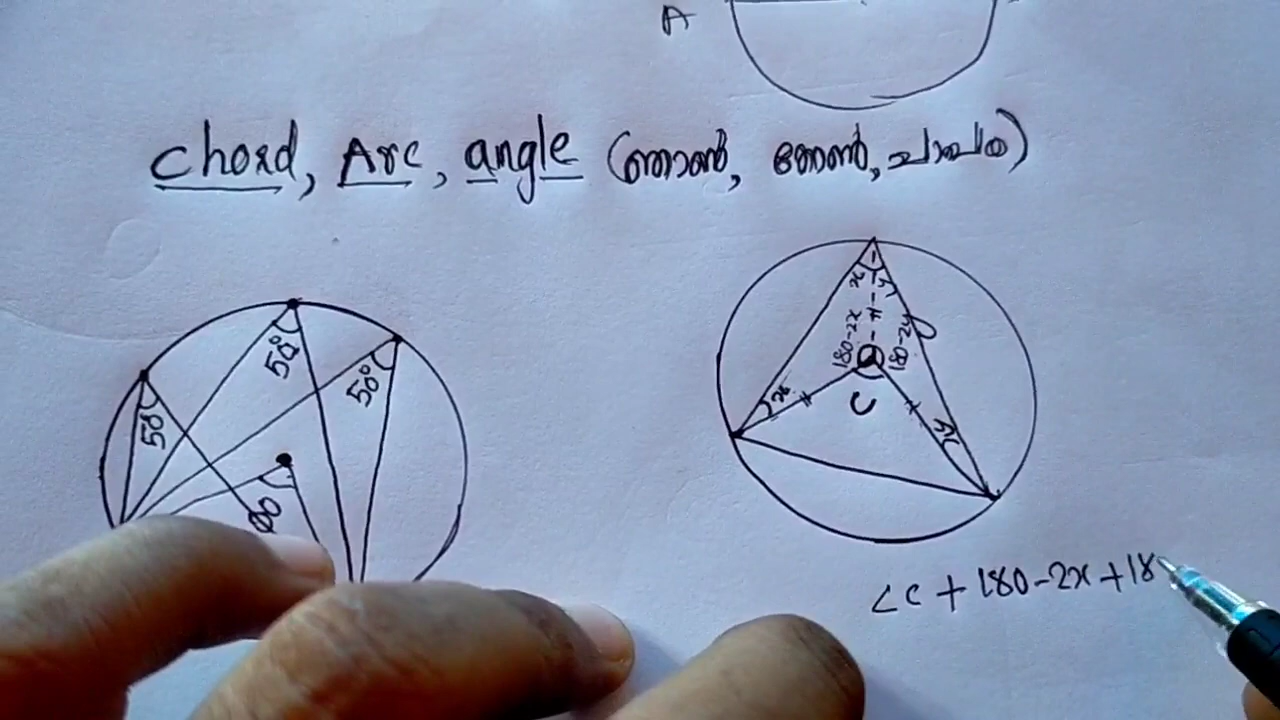 A
chord, Arc, angle (ഞാൺ, കോൺ, ചാപം)
x y
180-2x 180-2y
x
C
y
50°
50°
50°
∠c + 180-2x + 18